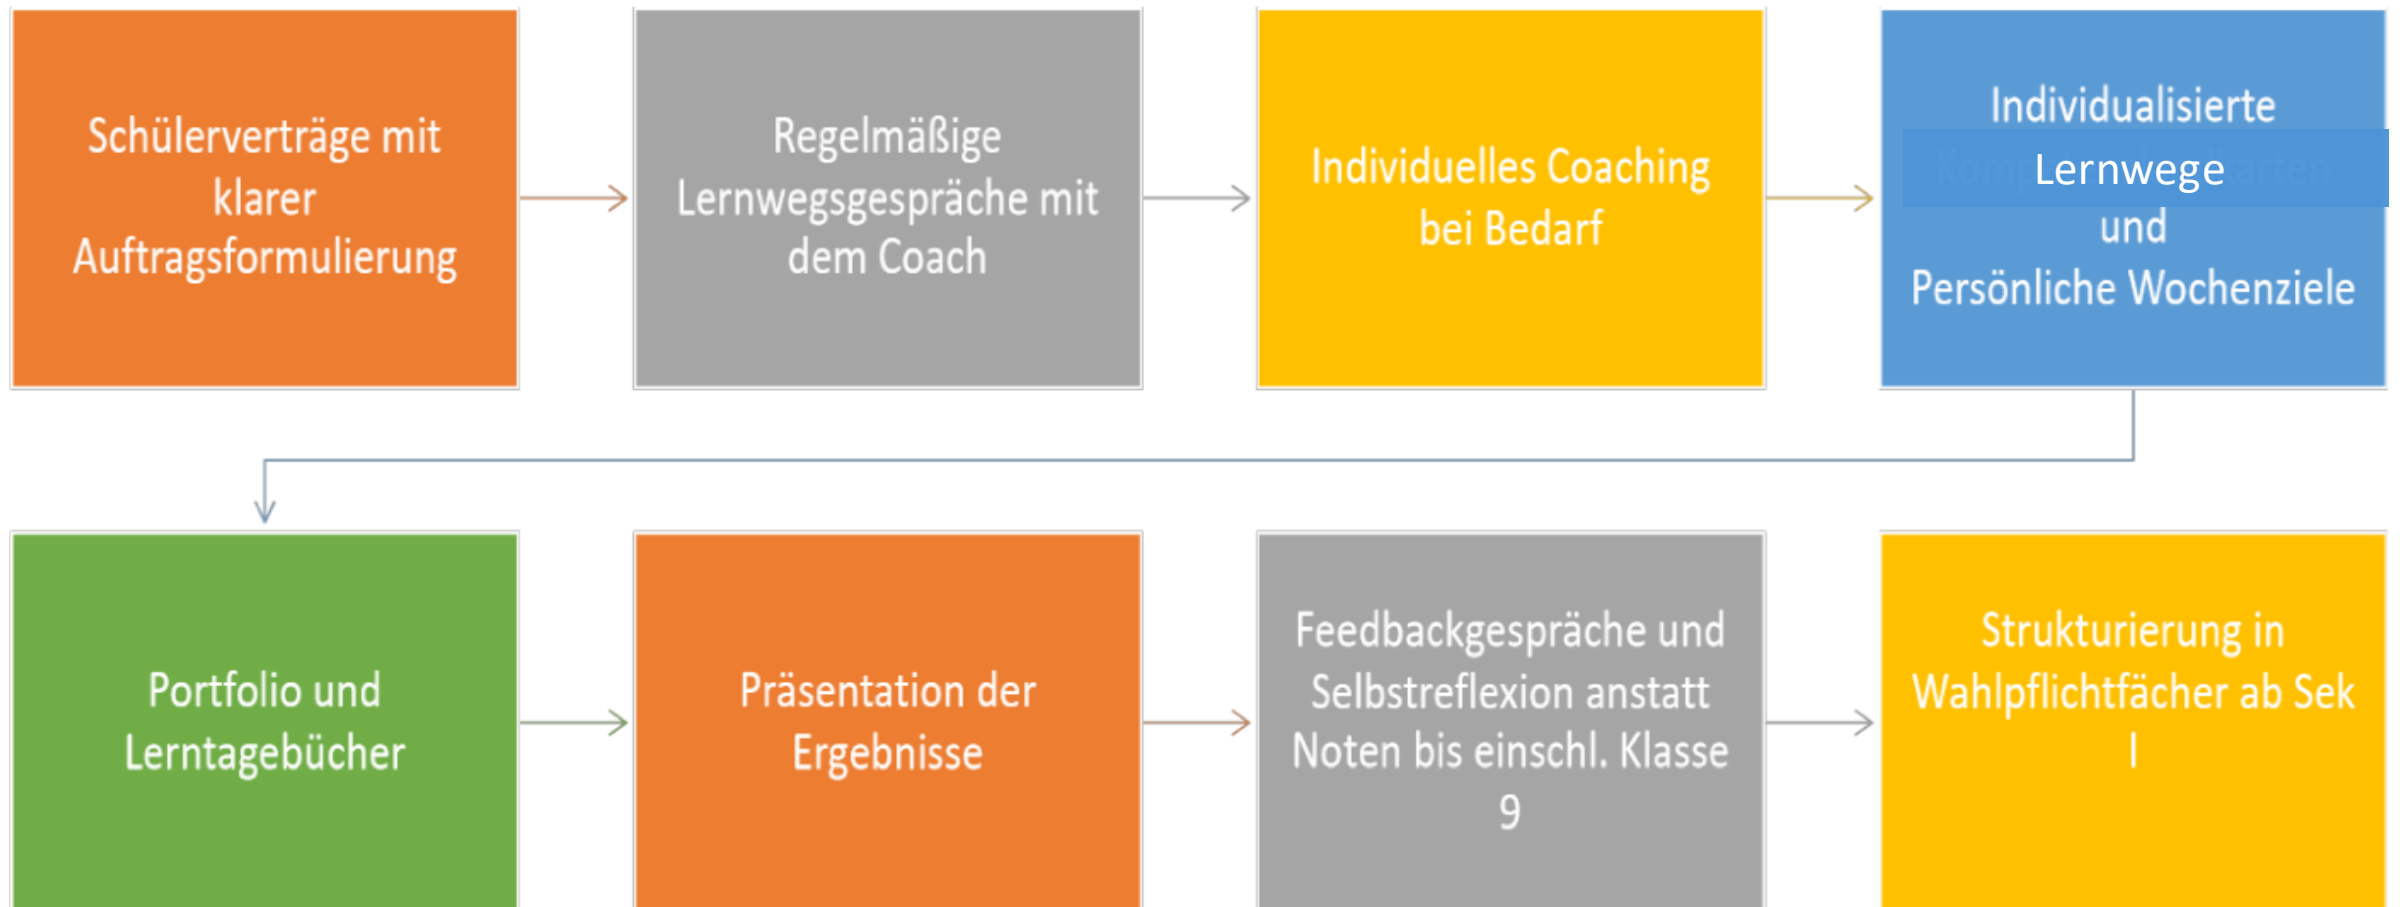 Schülerverträge mit
klarer
Auftragsformulierung
Regelmäßige
Lernwegsgespräche mit
dem Coach
Individuelles Coaching
bei Bedarf
Individualisierte
Lernwege
und
Persönliche Wochenziele
Portfolio und
Lerntagebücher
Präsentation der
Ergebnisse
Feedbackgespräche und
Selbstreflexion anstatt
Noten bis einschl. Klasse
9
Strukturierung in
Wahlpflichtfächer ab Sek
I